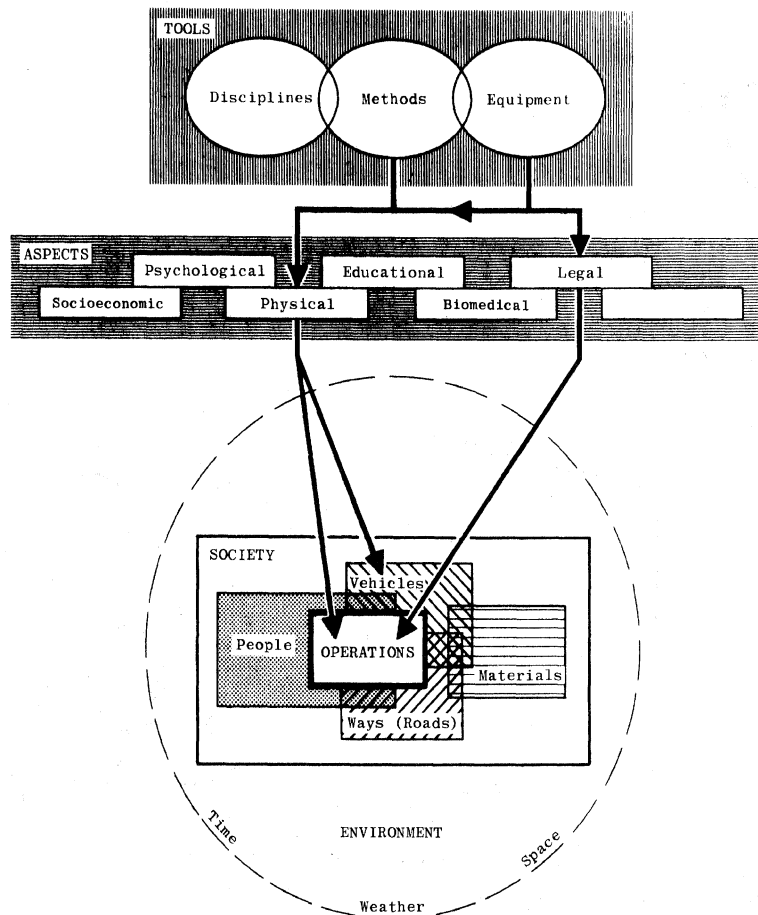 TOOLS
Disciplines
Methods
Equipment
ASPECTS
Psychological
Educational
Legal
Socioeconomic
Physical
Biomedical
SOCIETY
Vehicles
People
OPERATIONS
Materials
Ways (Roads)
Time
ENVIRONMENT
Space
Weather